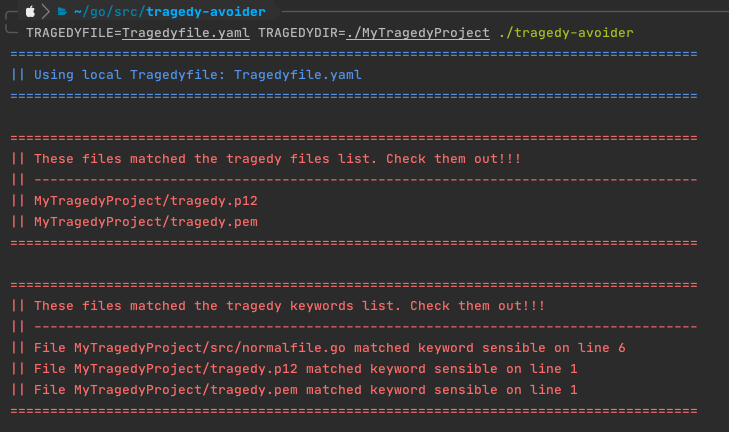 ~/go/src/tragedy-avoider
TRAGEDYFILE=Tragedyfile.yaml TRAGEDYDIR=./MyTragedyProject ./tragedy-avoider
======================================================================================
|| Using local Tragedyfile: Tragedyfile.yaml
======================================================================================
======================================================================================
|| These files matched the tragedy files list. Check them out!!!
|| -----------------------------------------------------------------------------------
|| MyTragedyProject/tragedy.p12
|| MyTragedyProject/tragedy.pem
======================================================================================
======================================================================================
|| These files matched the tragedy keywords list. Check them out!!!
|| -----------------------------------------------------------------------------------
|| File MyTragedyProject/src/normalfile.go matched keyword sensible on line 6
|| File MyTragedyProject/tragedy.p12 matched keyword sensible on line 1
|| File MyTragedyProject/tragedy.pem matched keyword sensible on line 1
======================================================================================